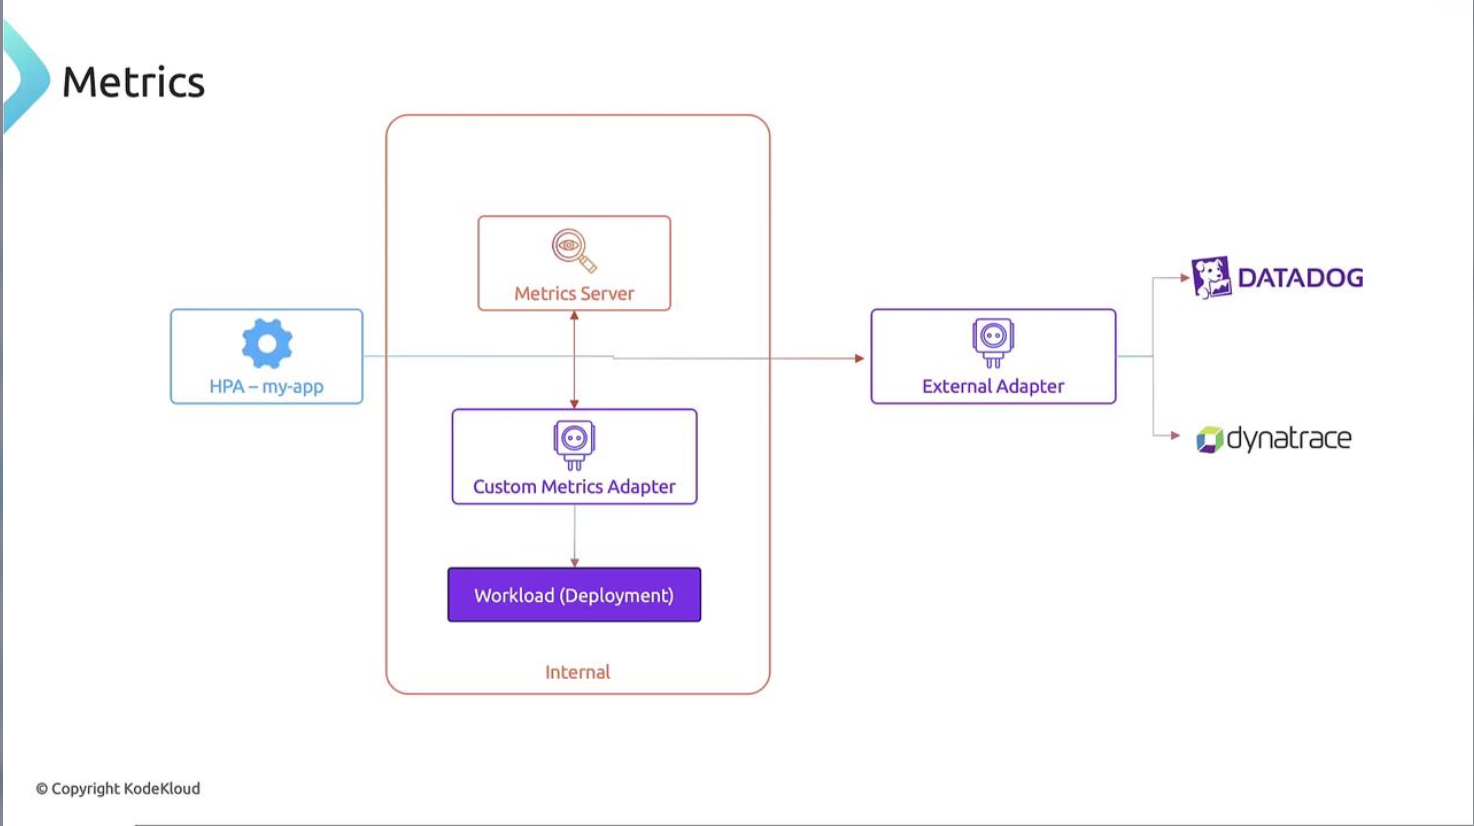 Metrics
Metrics Server
HPA – my-app
Custom Metrics Adapter
Workload (Deployment)
Internal
External Adapter
DATADOG
dynatrace
© Copyright KodeKloud